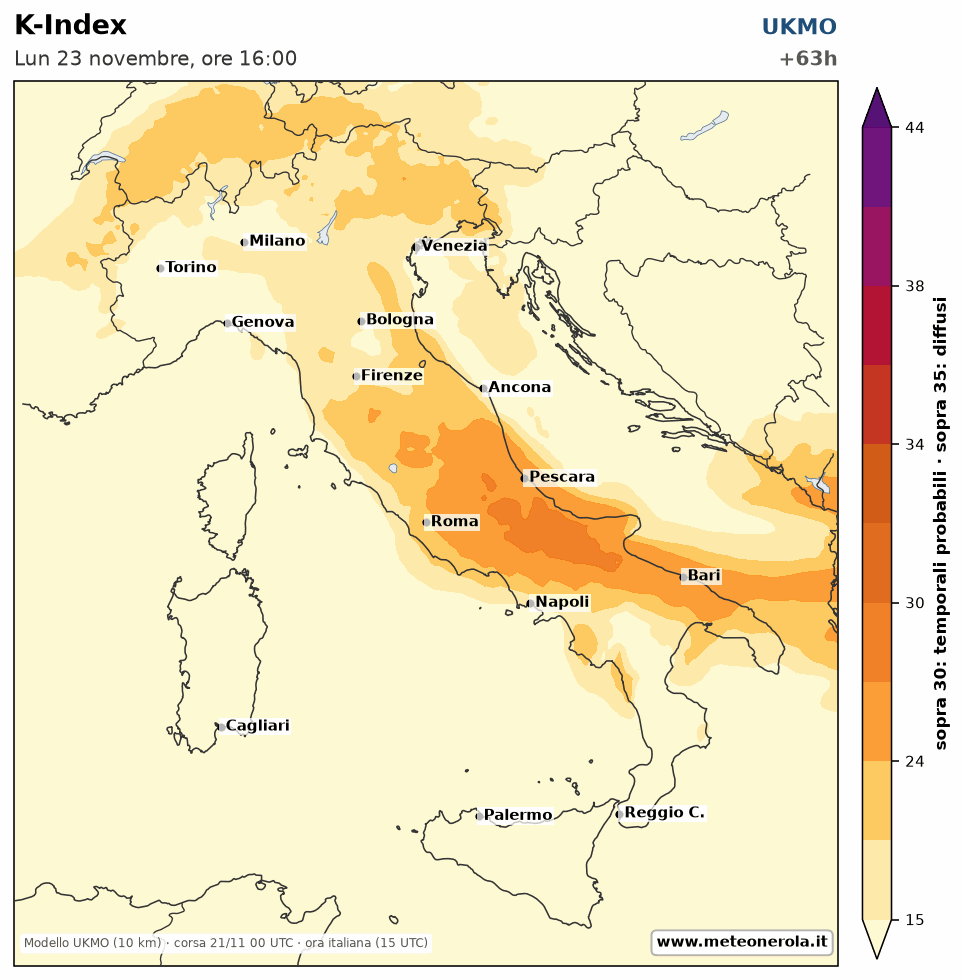 K-Index
UKMO
Lun 23 novembre, ore 16:00
+63h
44
38
34
30
24
15
sopra 30: temporali probabili · sopra 35: diffusi
Milano
Venezia
Torino
Genova
Bologna
Firenze
Ancona
Pescara
Roma
Bari
Napoli
Cagliari
Palermo
Reggio C.
Modello UKMO (10 km) · corsa 21/11 00 UTC · ora italiana (15 UTC)
www.meteonerola.it